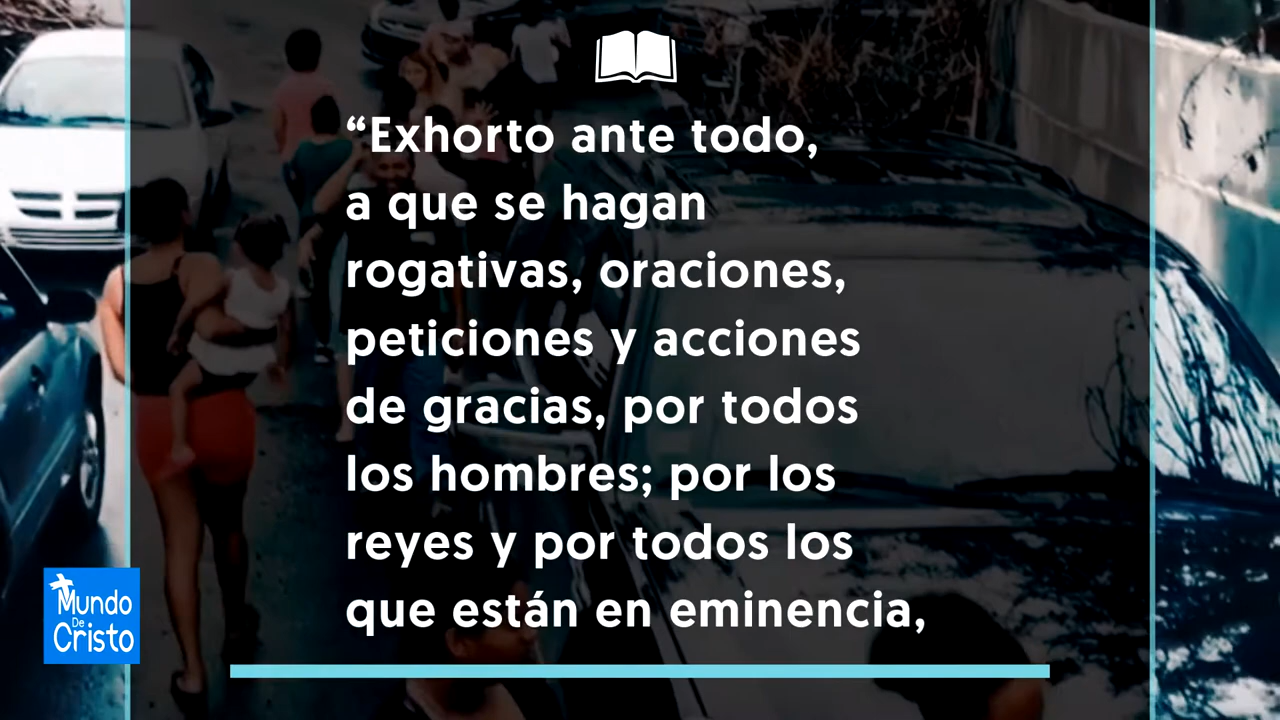 “Exhorto ante todo,
a que se hagan
rogativas, oraciones,
peticiones y acciones
de gracias, por todos
los hombres; por los
reyes y por todos los
que están en eminencia,
Mundo
De
Cristo